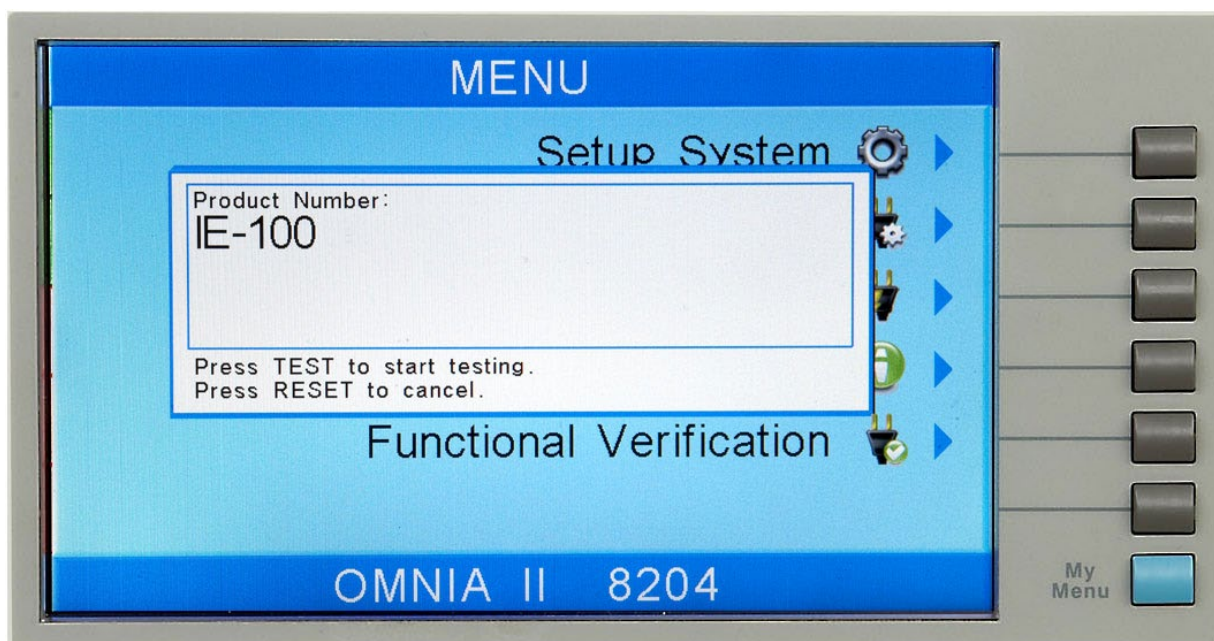 MENU
Setup System
Product Number:
IE-100
Press TEST to start testing.
Press RESET to cancel.
Functional Verification
OMNIA II 8204
My
Menu